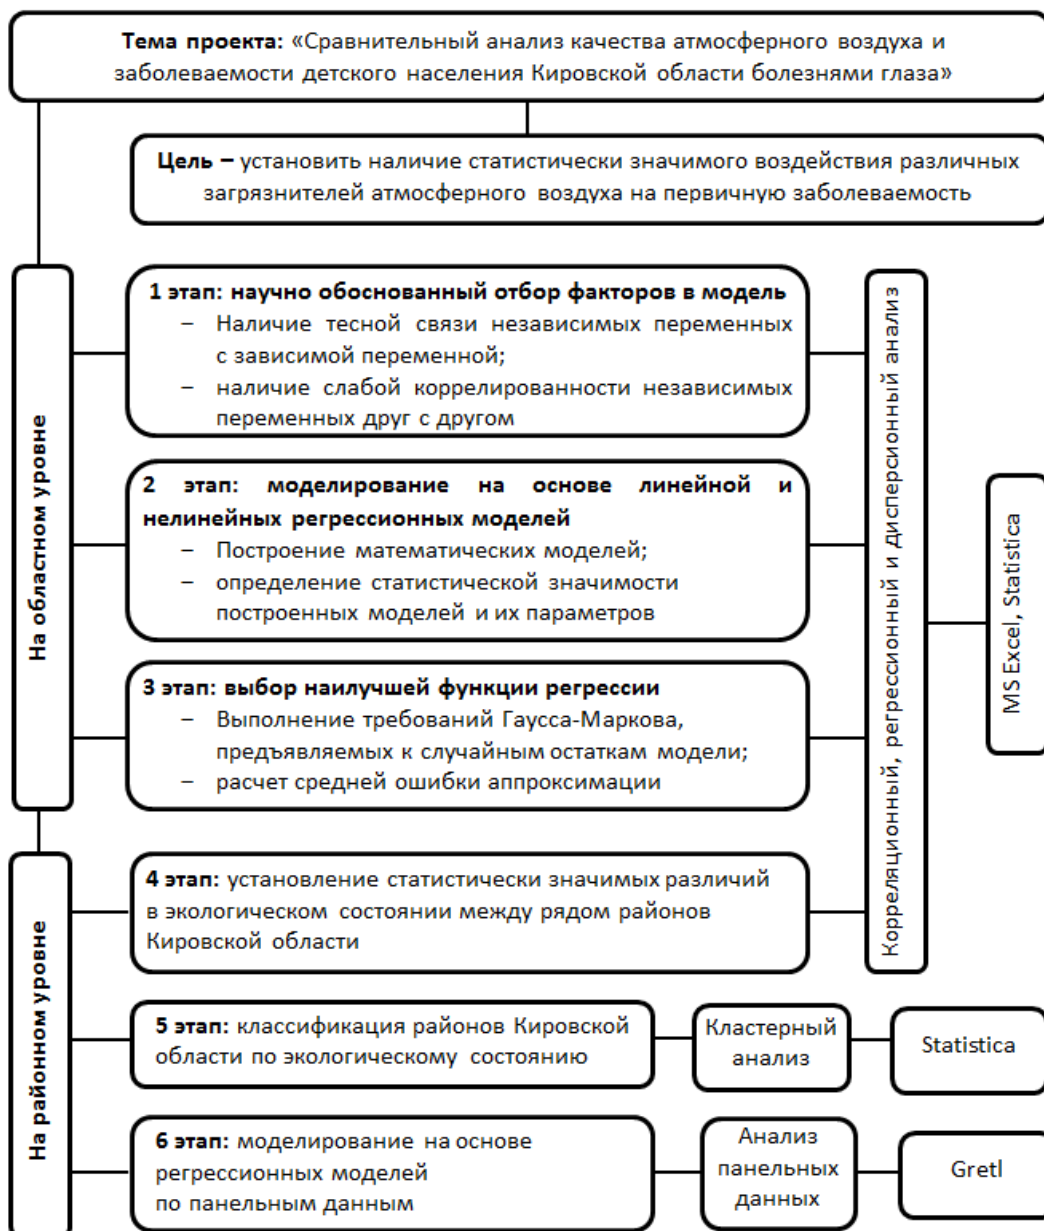 Тема проекта: «Сравнительный анализ качества атмосферного воздуха и
заболеваемости детского населения Кировской области болезнями глаза»
Цель – установить наличие статистически значимого воздействия различных
загрязнителей атмосферного воздуха на первичную заболеваемость
На областном уровне
1 этап: научно обоснованный отбор факторов в модель
– Наличие тесной связи независимых переменных
с зависимой переменной;
– наличие слабой коррелированности независимых
переменных друг с другом
2 этап: моделирование на основе линейной и
нелинейных регрессионных моделей
– Построение математических моделей;
– определение статистической значимости
построенных моделей и их параметров
3 этап: выбор наилучшей функции регрессии
– Выполнение требований Гаусса-Маркова,
предъявляемых к случайным остаткам модели;
– расчет средней ошибки аппроксимации
Корреляционный, регрессионный и дисперсионный анализ
MS Excel, Statistica
На районном уровне
4 этап: установление статистически значимых различий
в экологическом состоянии между рядом районов
Кировской области
5 этап: классификация районов Кировской
области по экологическому состоянию
Кластерный
анализ
Statistica
6 этап: моделирование на основе
регрессионных моделей
по панельным данным
Анализ
панельных
данных
Gretl